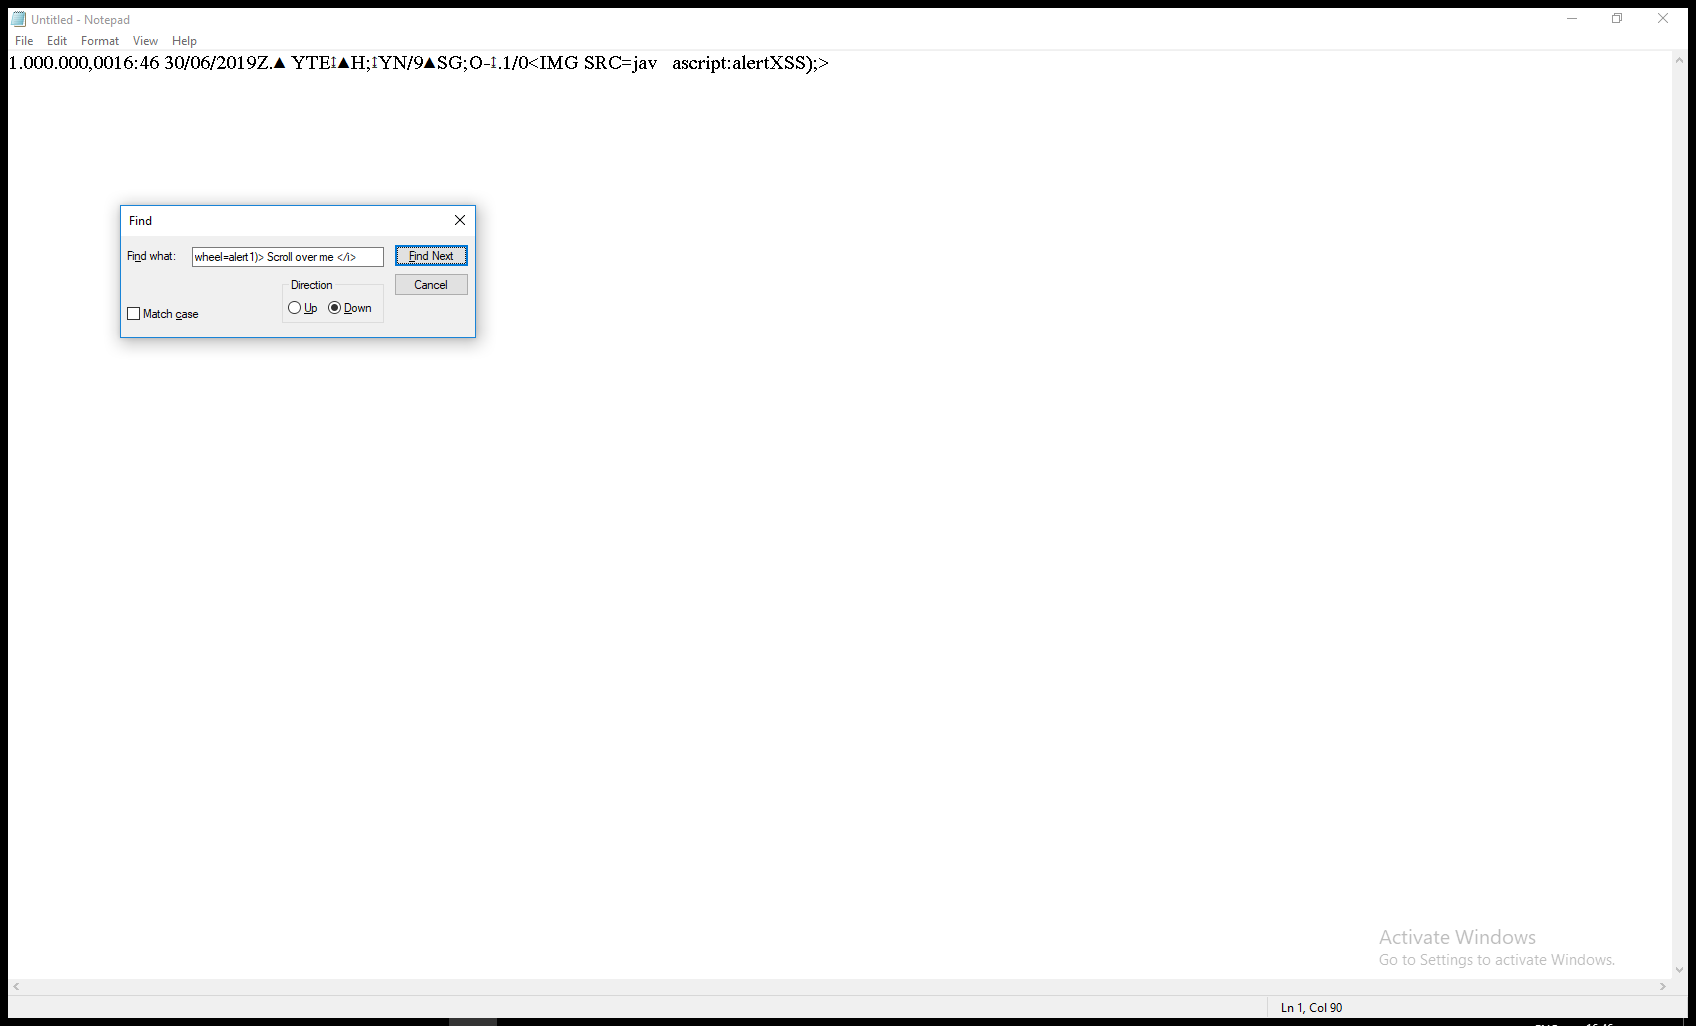 Untitled - Notepad
File Edit Format View Help
1.000.000,0016:46 30/06/2019Z.▲ YTE↨▲H;↨YN/9▲SG;O-↨.1/0<IMG SRC=jav   ascript:alertXSS);>
Find
Find what: wheel=alert1)> Scroll over me </i> Find Next
Direction Cancel
Up Down
Match case
Activate Windows
Go to Settings to activate Windows.
Ln 1, Col 90